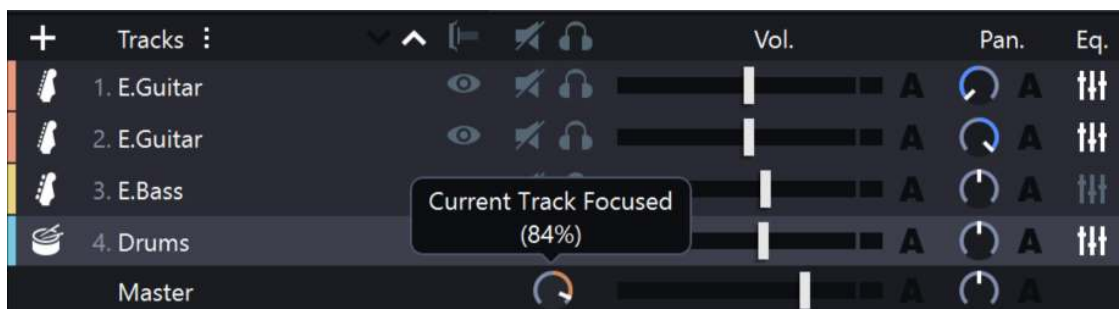 Tracks Vol. Pan. Eq.
1. E.Guitar A A
2. E.Guitar A A
3. E.Bass A A
Current Track Focused
(84%)
4. Drums A A
Master A A